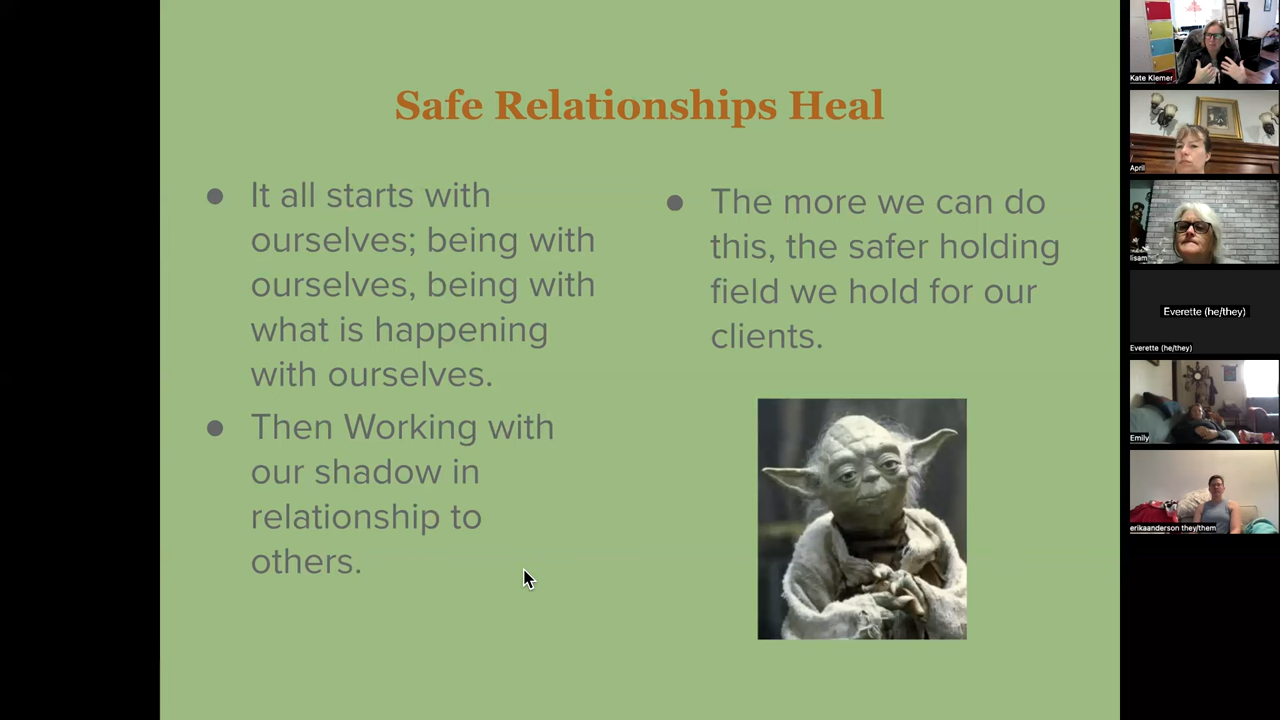 Safe Relationships Heal
● It all starts with
ourselves; being with
ourselves, being with
what is happening
with ourselves.
● Then Working with
our shadow in
relationship to
others.
● The more we can do
this, the safer holding
field we hold for our
clients.
Kate Klemer
April
lisam
Everette (he/they)
Everette (he/they)
Emily
erikaanderson they/them